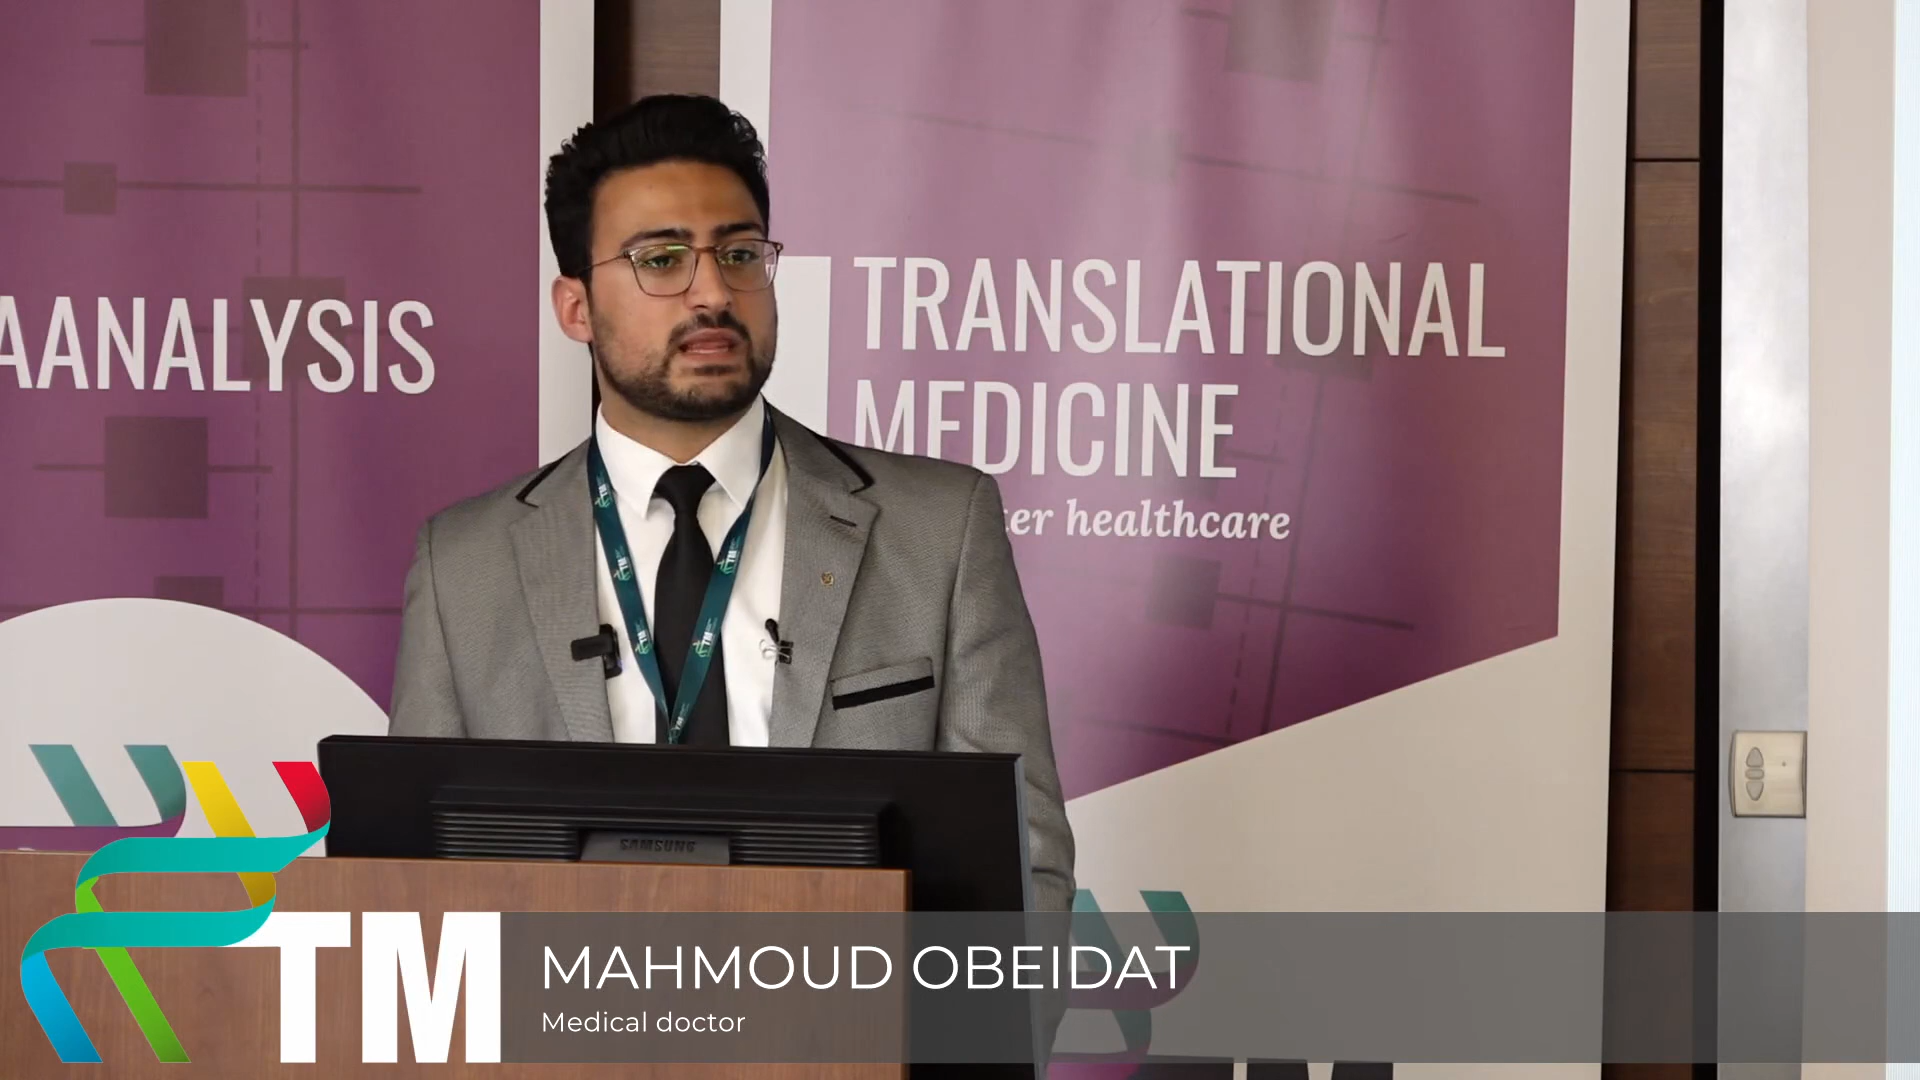 AANALYSIS
TRANSLATIONAL
MEDICINE
healthcare
SAMSUNG
TM
MAHMOUD OBEIDAT
Medical doctor